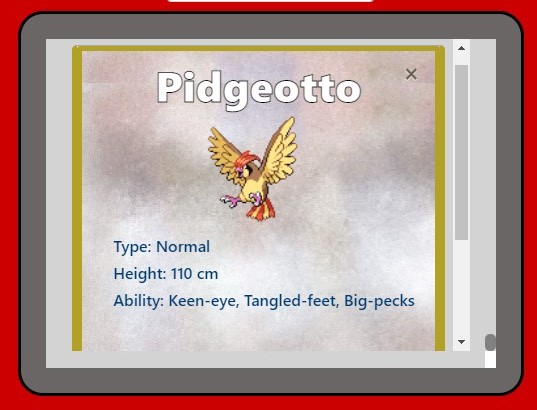 Pidgeotto
Type: Normal
Height: 110 cm
Ability: Keen-eye, Tangled-feet, Big-pecks